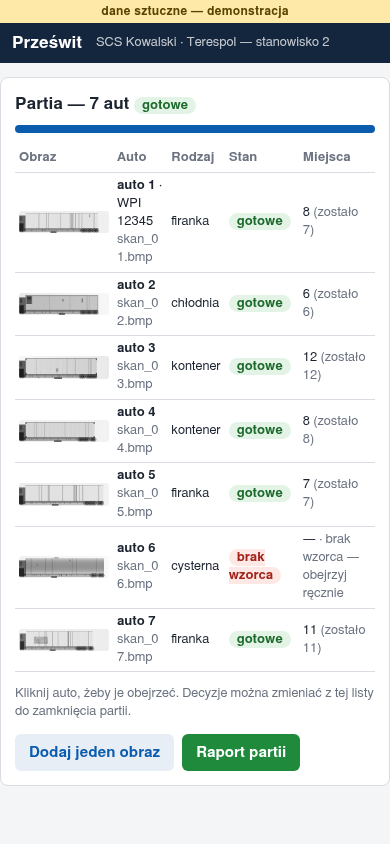 dane sztuczne — demonstracja
Prześwit SCS Kowalski · Terespol — stanowisko 2
Partia — 7 aut gotowe
Obraz Auto Rodzaj Stan Miejsca
auto 1 ·
WPI
12345
skan_0
1.bmp
firanka
gotowe
8 (zostało
7)
auto 2
skan_0
2.bmp
chłodnia
gotowe
6 (zostało
6)
auto 3
skan_0
3.bmp
kontener
gotowe
12 (zostało
12)
auto 4
skan_0
4.bmp
kontener
gotowe
8 (zostało
8)
auto 5
skan_0
5.bmp
firanka
gotowe
7 (zostało
7)
auto 6
skan_0
6.bmp
cysterna
brak
wzorca
— · brak
wzorca —
obejrzyj
ręcznie
auto 7
skan_0
7.bmp
firanka
gotowe
11 (zostało
11)
Kliknij auto, żeby je obejrzeć. Decyzje można zmieniać z tej listy
do zamknięcia partii.
Dodaj jeden obraz Raport partii